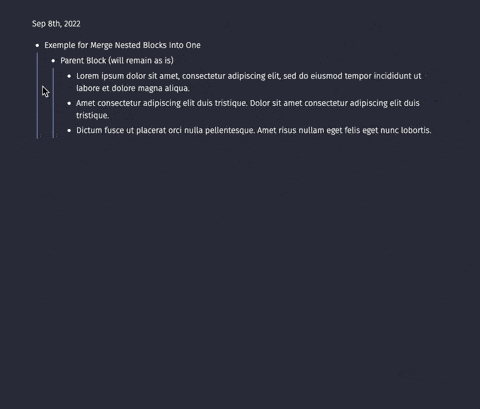 Sep 8th, 2022
Exemple for Merge Nested Blocks Into One
Parent Block (will remain as is)
Lorem ipsum dolor sit amet, consectetur adipiscing elit, sed do eiusmod tempor incididunt ut
labore et dolore magna aliqua.
Amet consectetur adipiscing elit duis tristique. Dolor sit amet consectetur adipiscing elit duis
tristique.
Dictum fusce ut placerat orci nulla pellentesque. Amet risus nullam eget felis eget nunc lobortis.